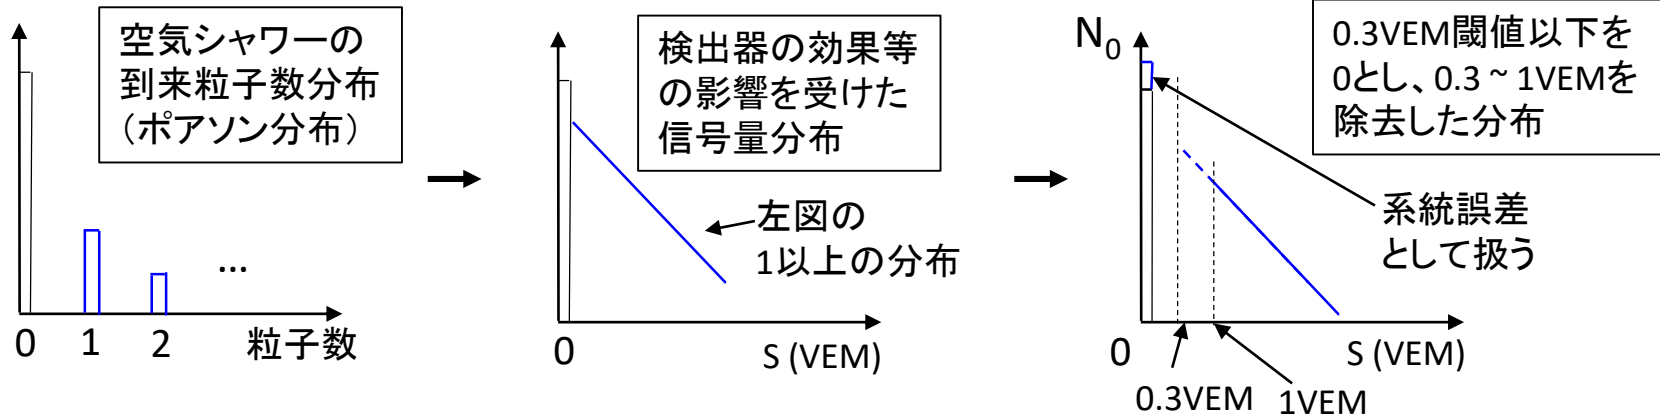 空気シャワーの
到来粒子数分布
（ポアソン分布）
...
0
1
2
粒子数
検出器の効果等
の影響を受けた
信号量分布
左図の
1以上の分布
0
S (VEM)
N0
0.3VEM閾値以下を
0とし、0.3 ~ 1VEMを
除去した分布
系統誤差
として扱う
0
S (VEM)
0.3VEM
1VEM